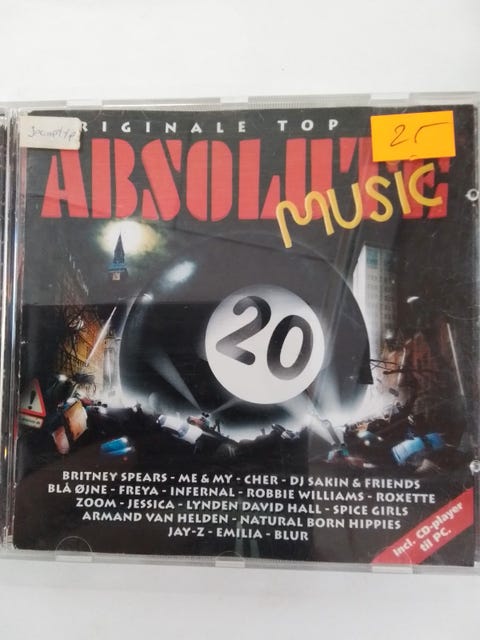 RIGINALE TOP
25
ABSOLUTE
MUSIC
20
BRITNEY SPEARS - ME & MY - CHER - DJ SAKIN & FRIENDS
BLÅ ØJNE - FREYA - INFERNAL - ROBBIE WILLIAMS - ROXETTE
ZOOM - JESSICA - LYNDEN DAVID HALL - SPICE GIRLS
ARMAND VAN HELDEN - NATURAL BORN HIPPIES
JAY-Z - EMILIA - BLUR
Incl. CD-player
til PC.